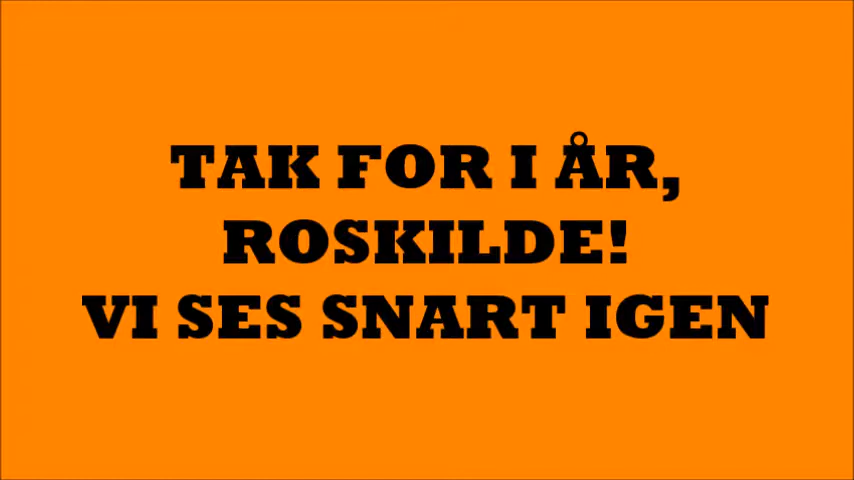 TAK FOR I ÅR,
ROSKILDE!
VI SES SNART IGEN